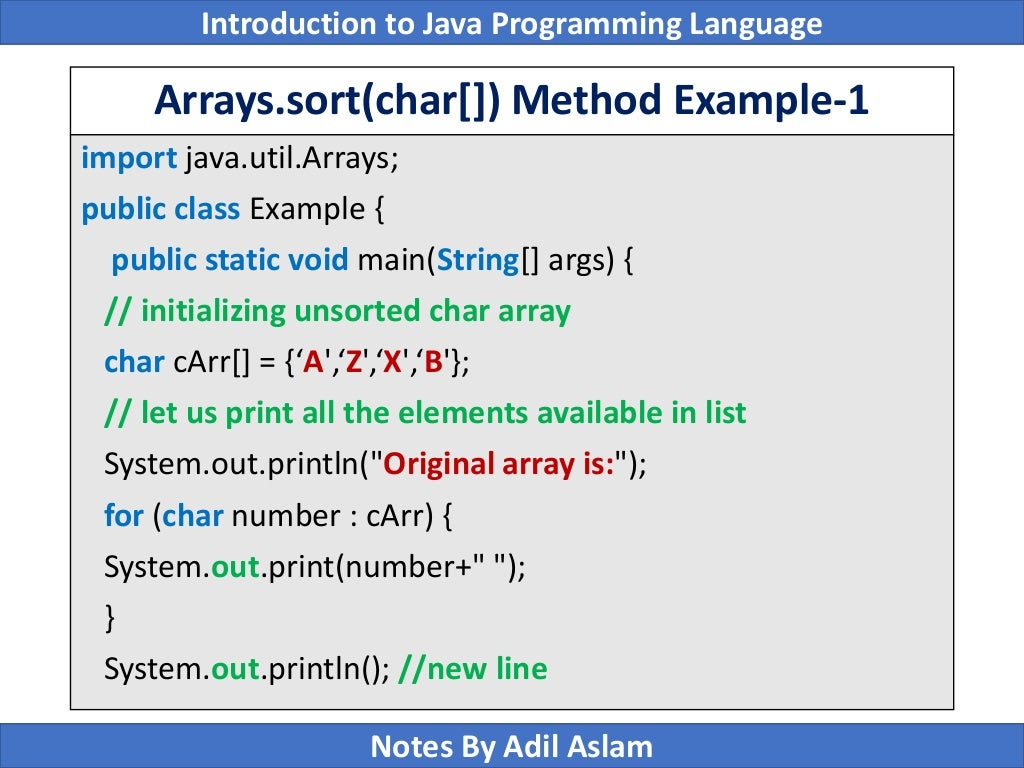 Introduction to Java Programming Language
Arrays.sort(char[]) Method Example-1
import java.util.Arrays;
public class Example {
public static void main(String[] args) {
// initializing unsorted char array
char cArr[] = {‘A',‘Z',‘X',‘B'};
// let us print all the elements available in list
System.out.println("Original array is:");
for (char number : cArr) {
System.out.print(number+" ");
}
System.out.println(); //new line
Notes By Adil Aslam